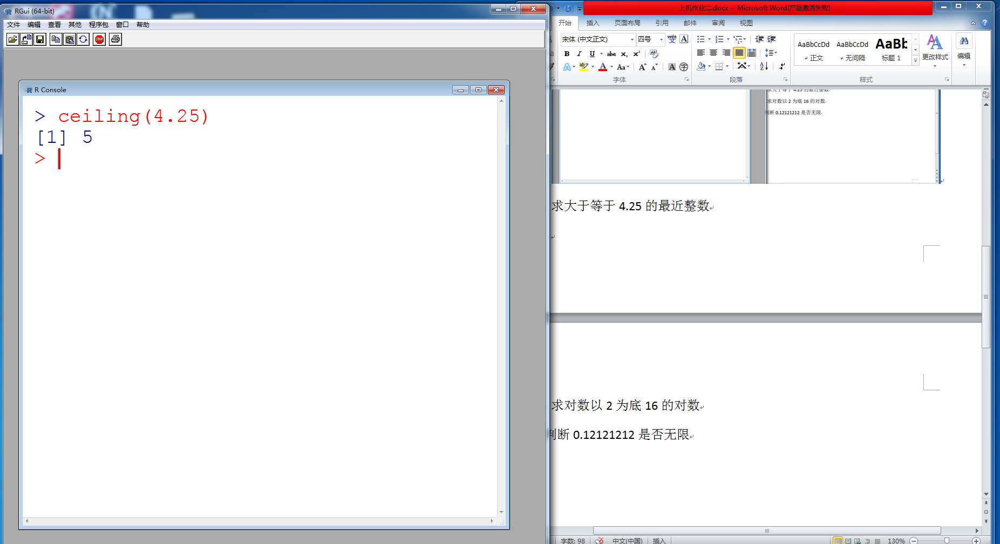 RGui (64-bit)
文件 编辑 查看 其他 程序包 窗口 帮助
STOP
R Console
> ceiling(4.25)
[1] 5
>
上机作业二.docx - Microsoft Word(产品激活失败)
开始 插入 页面布局 引用 邮件 审阅 视图
宋体 (中文正文) 四号 wén A
B I U abc x₂ x² 
A ab A Aa A A A 字
字体 段落 样式
AaBbCcDd AaBbCcDd AaBb
正文 无间隔 标题 1 更改样式 编辑
求大于等于 4.25 的最近整数
求对数以 2 为底 16 的对数
判断 0.12121212 是否无限
求大于等于 4.25 的最近整数
求对数以 2 为底 16 的对数
判断 0.12121212 是否无限
字数: 98 中文(中国) 插入 130%